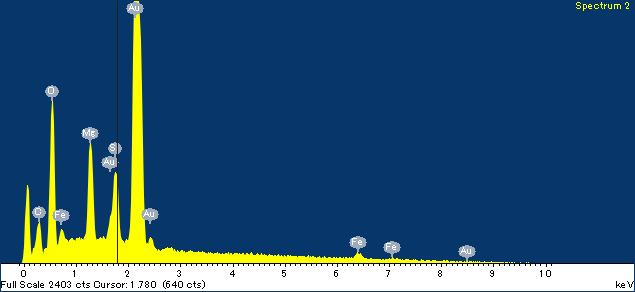 Spectrum 2
Au
O
Mg
Si
Au
C
Fe
Au
Fe
Fe
Au
0 1 2 3 4 5 6 7 8 9 10
Full Scale 2403 cts Cursor: 1.780 (640 cts)
keV